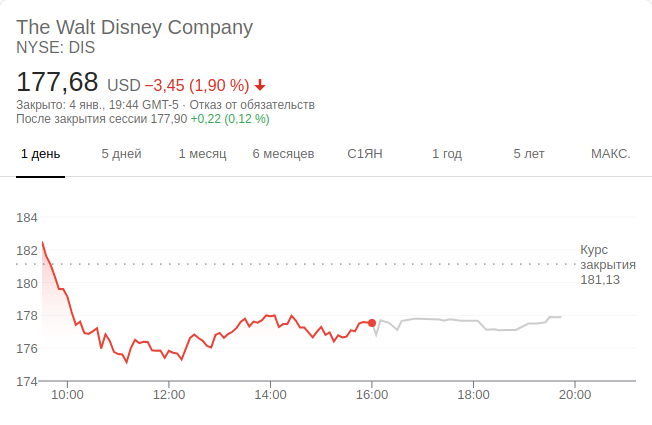 The Walt Disney Company
NYSE: DIS
177,68 USD −3,45 (1,90 %)
Закрыто: 4 янв., 19:44 GMT-5 · Отказ от обязательств
После закрытия сессии 177,90 +0,22 (0,12 %)
1 день 5 дней 1 месяц 6 месяцев С1ЯН 1 год 5 лет МАКС.
184
182
Курс
закрытия
181,13
180
178
176
174
10:00 12:00 14:00 16:00 18:00 20:00